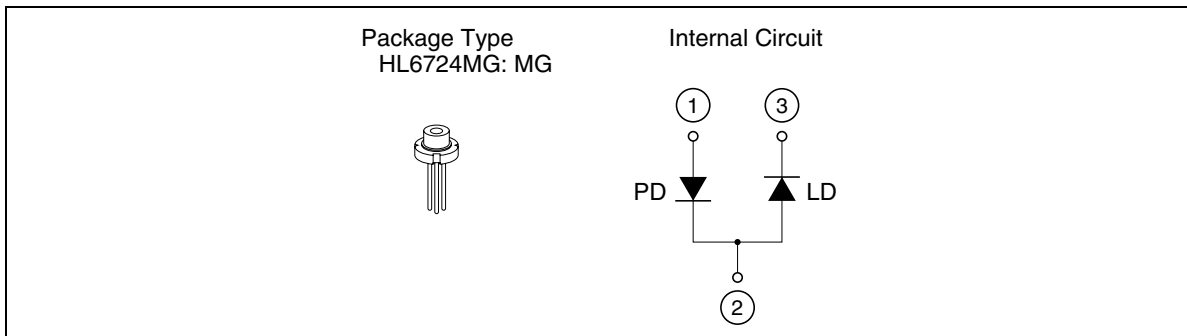 Package Type
HL6724MG: MG
Internal Circuit
1
3
PD
LD
2